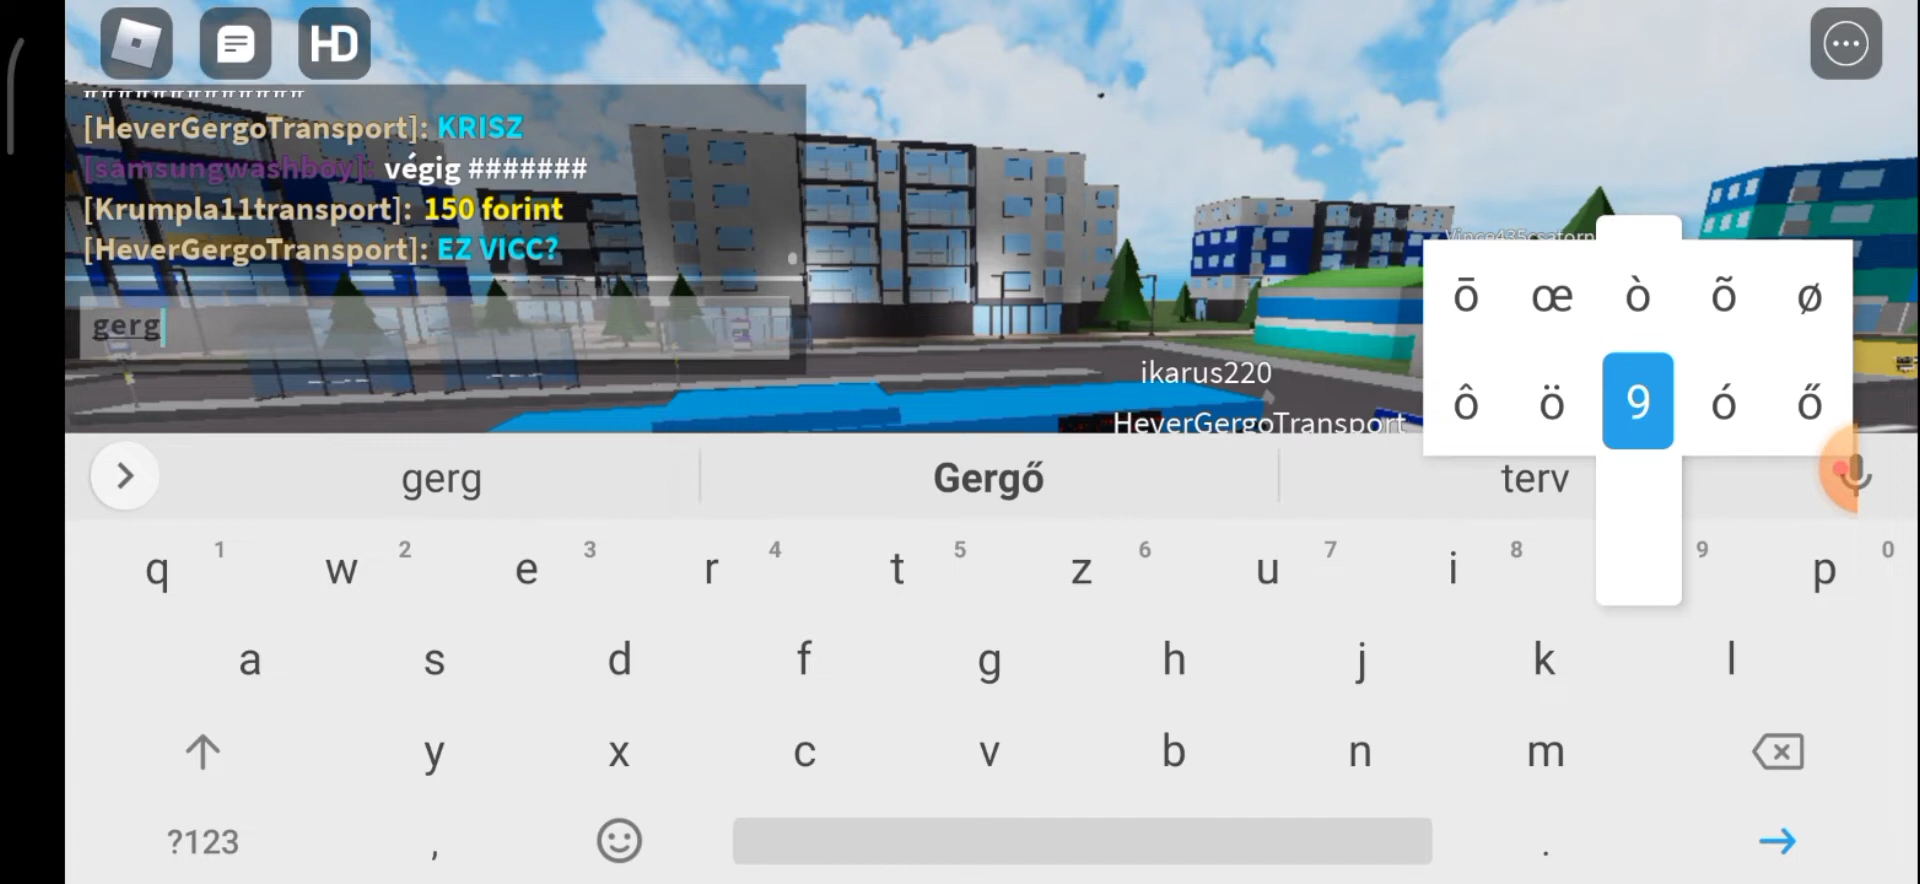 HD
[HeverGergoTransport]: KRISZ
[samsungwashboy]: végig #######
[Krumpla11transport]: 150 forint
[HeverGergoTransport]: EZ VICC?
gerg
ikarus220
HeverGergoTransport
ō œ ò õ ø
ô ö 9 ó ő
gerg Gergő terv
q 1 w 2 e 3 r 4 t 5 z 6 u 7 i 8 9 p 0
a s d f g h j k l
y x c v b n m
?123 , .